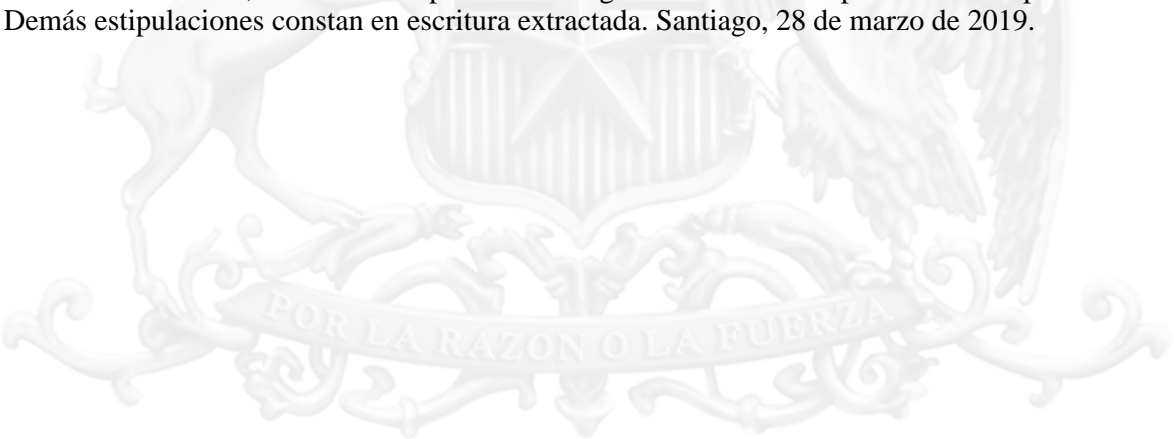 Demás estipulaciones constan en escritura extractada. Santiago, 28 de marzo de 2019.
POR LA RAZON O LA FUERZA